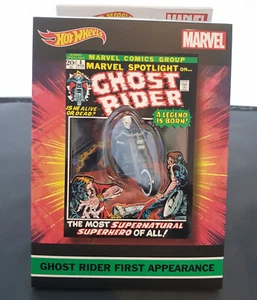 Hot Wheels
MARVEL
MARVEL COMICS GROUP
MARVEL SPOTLIGHT ON...
GHOST
RIDER
IS HE ALIVE
OR DEAD?
A LEGEND
IS BORN!
THE MOST SUPERNATURAL
SUPERHERO OF ALL!
GHOST RIDER FIRST APPEARANCE